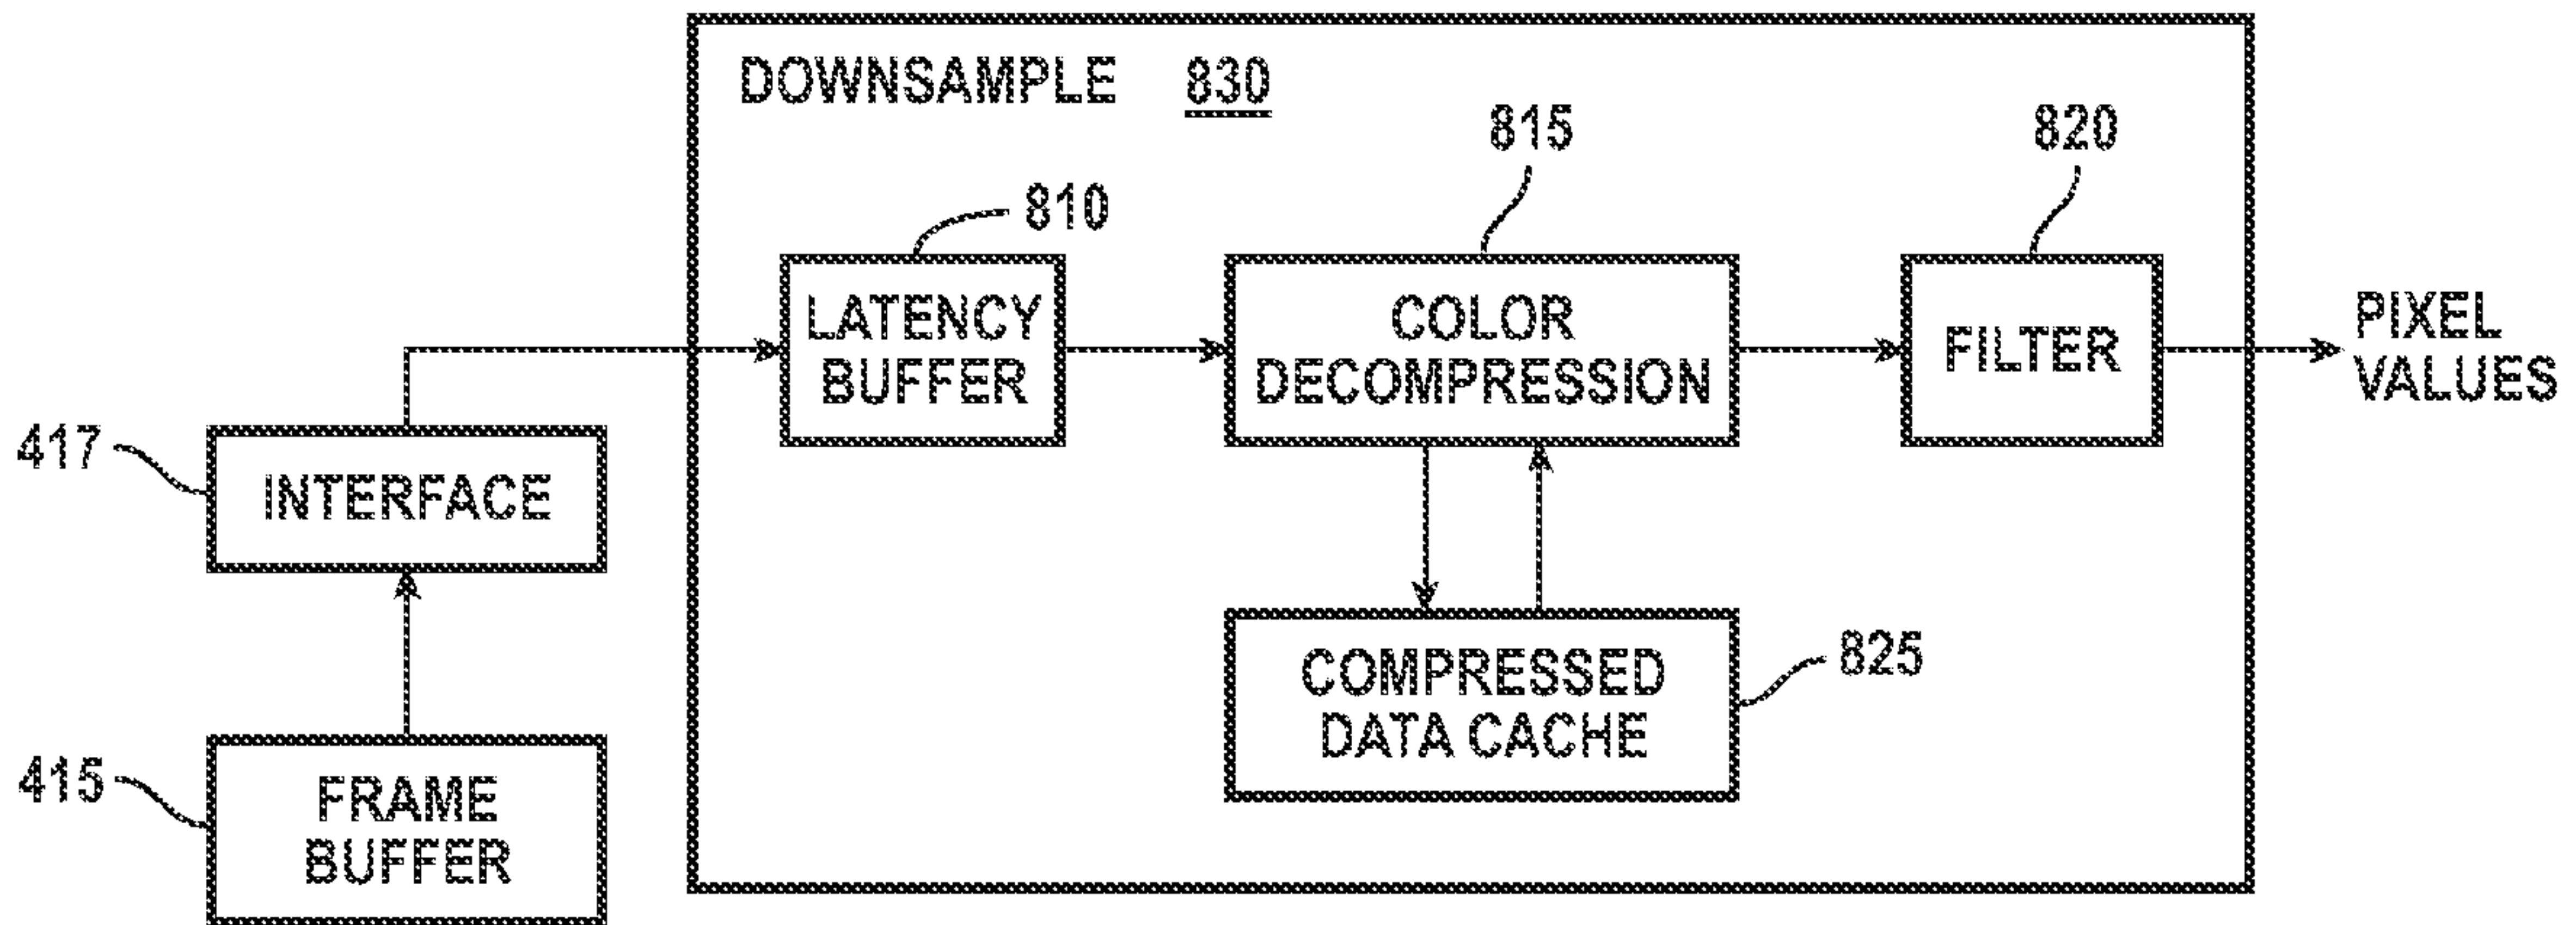 DOWNSAMPLE 830
815
820
810
LATENCY
BUFFER
COLOR
DECOMPRESSION
FILTER
PIXEL
VALUES
417
INTERFACE
COMPRESSED
DATA CACHE
825
415
FRAME
BUFFER